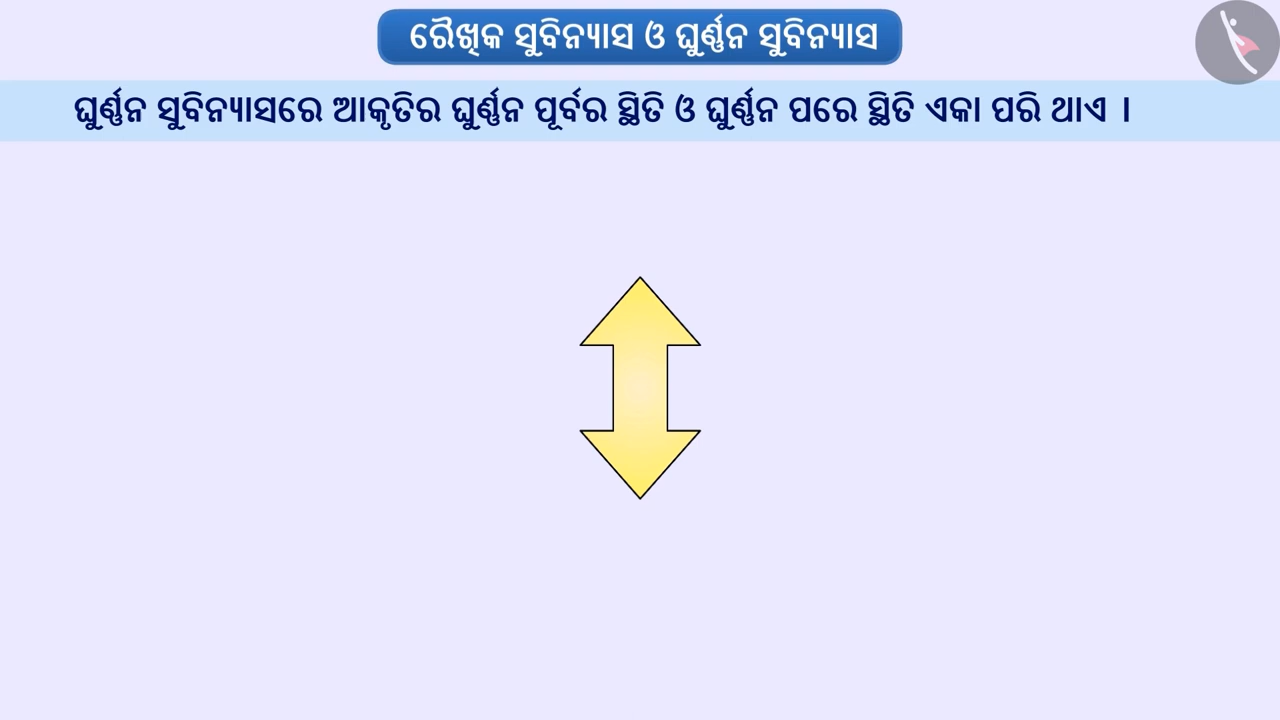 ରୈଖିକ ସୁବିନ୍ୟାସ ଓ ଘୁର୍ଣ୍ଣନ ସୁବିନ୍ୟାସ
ଘୁର୍ଣ୍ଣନ ସୁବିନ୍ୟାସରେ ଆକୃତିର ଘୁର୍ଣ୍ଣନ ପୂର୍ବର ସ୍ଥିତି ଓ ଘୁର୍ଣ୍ଣନ ପରେ ସ୍ଥିତି ଏକା ପରି ଥାଏ ।